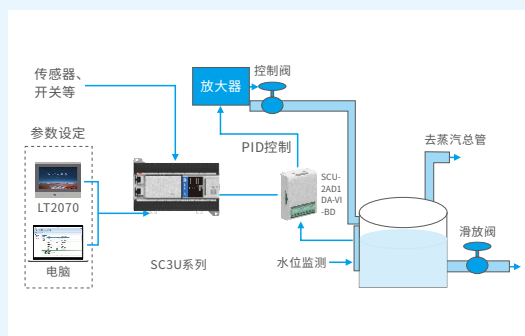 传感器、
开关等
参数设定
LT2070
电脑
SC3U系列
放大器
控制阀
PID控制
SCU-
2AD1
DA-VI
-BD
水位监测
去蒸汽总管
滑放阀